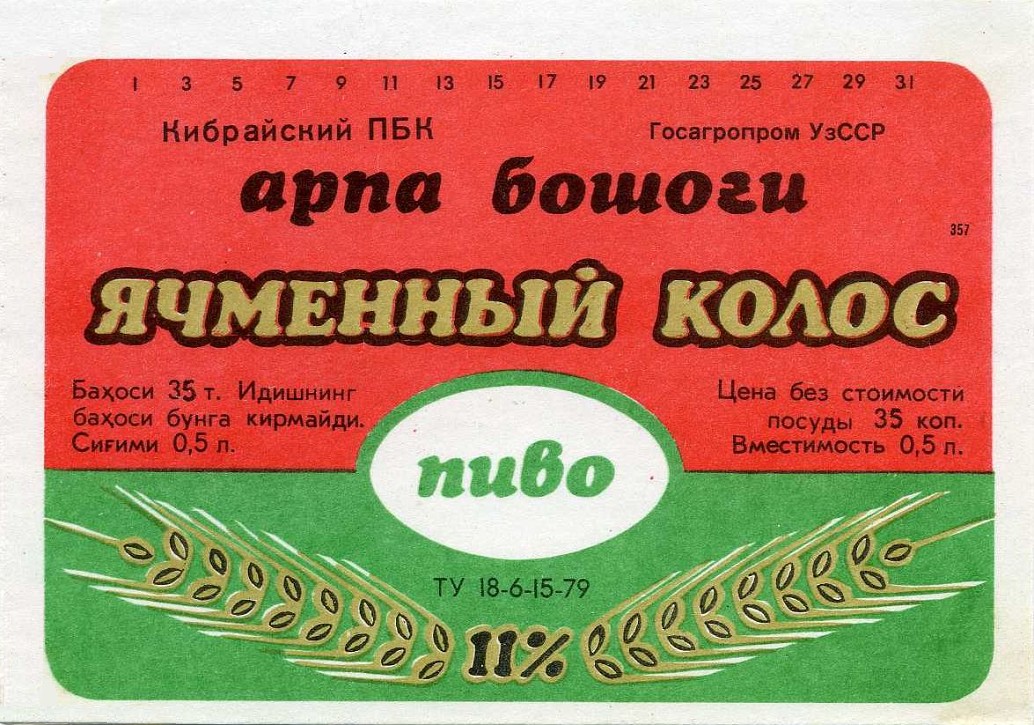 1 3 5 7 9 11 13 15 17 19 21 23 25 27 29 31
Кибрайский ПБК
Госагропром УзССР
арпа бошоги
357
ЯЧМЕННЫЙ КОЛОС
Баҳоси 35 т. Идишнинг
баҳоси бунга кирмайди.
Сиғими 0,5 л.
Цена без стоимости
посуды 35 коп.
Вместимость 0,5 л.
пиво
ТУ 18-6-15-79
11%